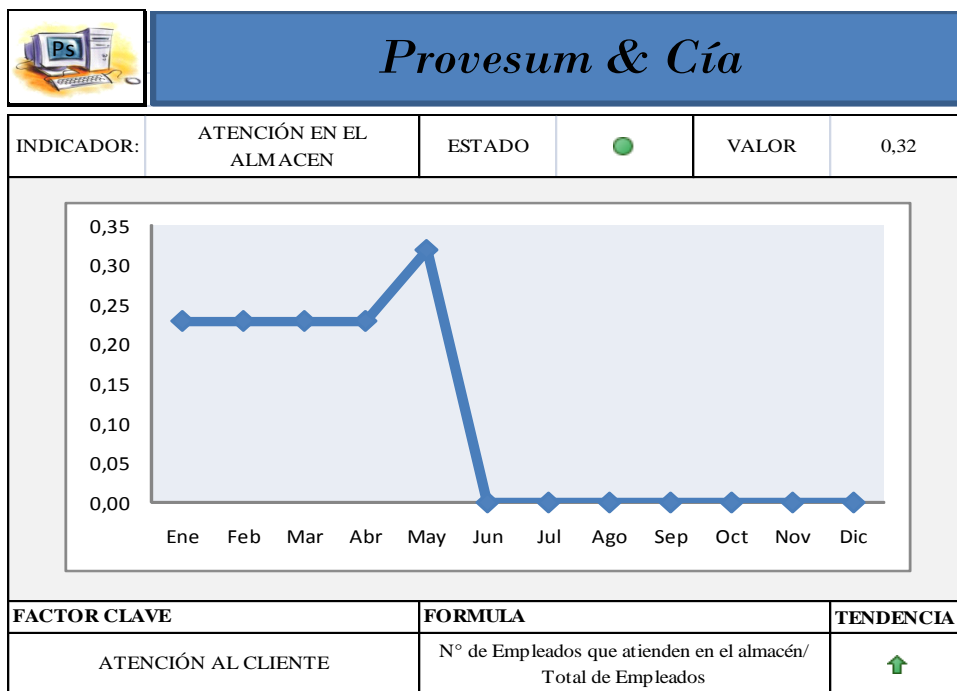 Ps
Provesum & Cía
INDICADOR:
ATENCIÓN EN EL
ALMACEN
ESTADO
VALOR
0,32
0,35
0,30
0,25
0,20
0,15
0,10
0,05
0,00
Ene Feb Mar Abr May Jun Jul Ago Sep Oct Nov Dic
FACTOR CLAVE
FORMULA
TENDENCIA
ATENCIÓN AL CLIENTE
N° de Empleados que atienden en el almacén/
Total de Empleados